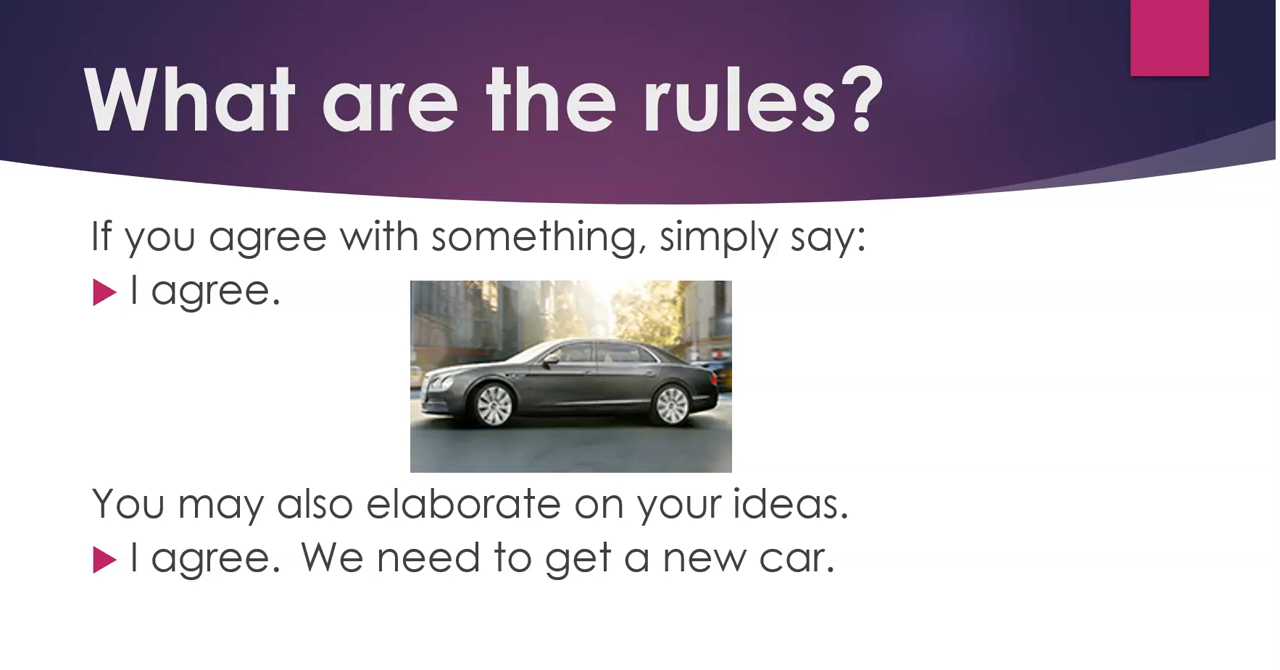 What are the rules?
If you agree with something, simply say:
I agree.
You may also elaborate on your ideas.
I agree.  We need to get a new car.